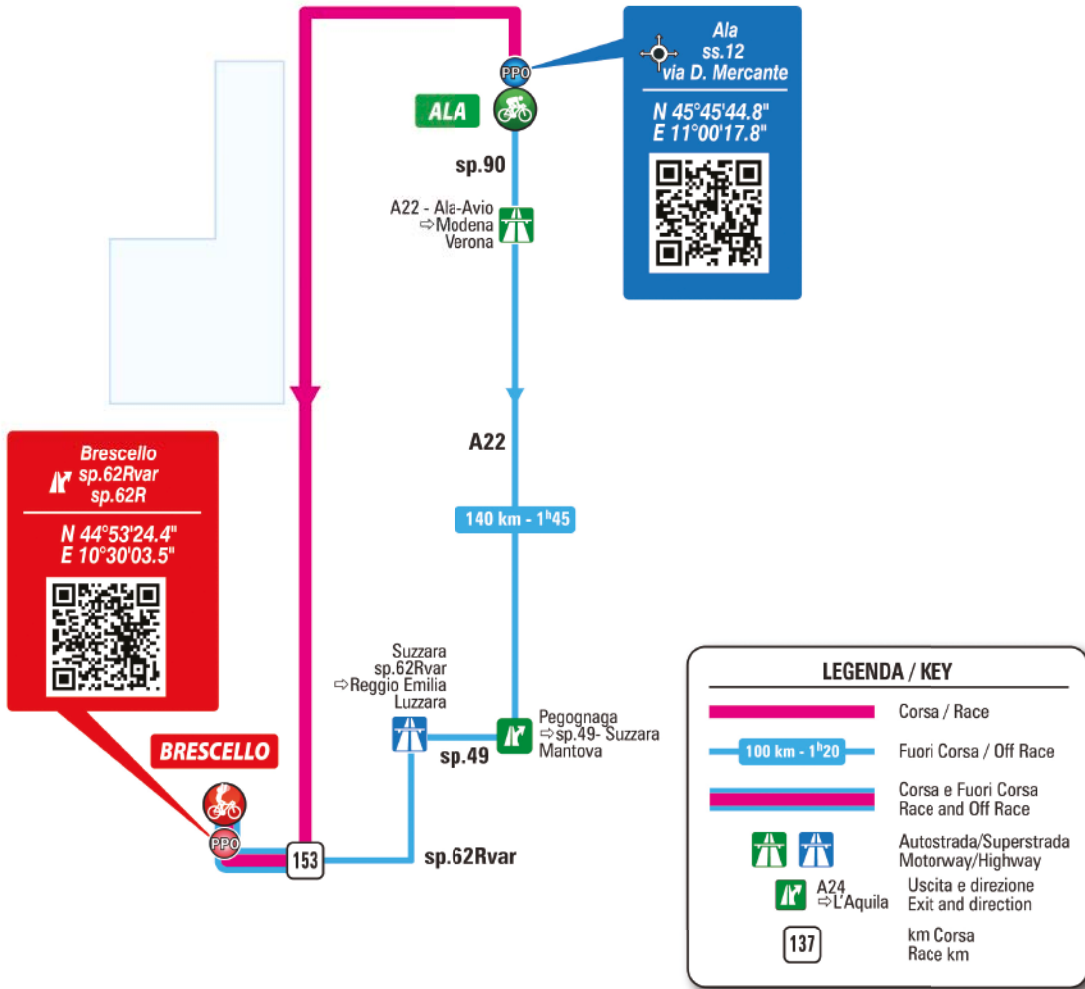 PPO
Ala
ss.12
via D. Mercante
N 45°45'44.8"
E 11°00'17.8"
ALA
sp.90
A22 - Ala-Avio
⇨Modena
Verona
A22
140 km - 1ʰ45
Brescello
sp.62Rvar
sp.62R
N 44°53'24.4"
E 10°30'03.5"
Suzzara
sp.62Rvar
⇨Reggio Emilia
Luzzara
Pegognaga
⇨sp.49- Suzzara
Mantova
sp.49
BRESCELLO
PPO
153
sp.62Rvar
LEGENDA / KEY
Corsa / Race
100 km - 1ʰ20
Fuori Corsa / Off Race
Corsa e Fuori Corsa
Race and Off Race
Autostrada/Superstrada
Motorway/Highway
A24
⇨L'Aquila
Uscita e direzione
Exit and direction
137
km Corsa
Race km